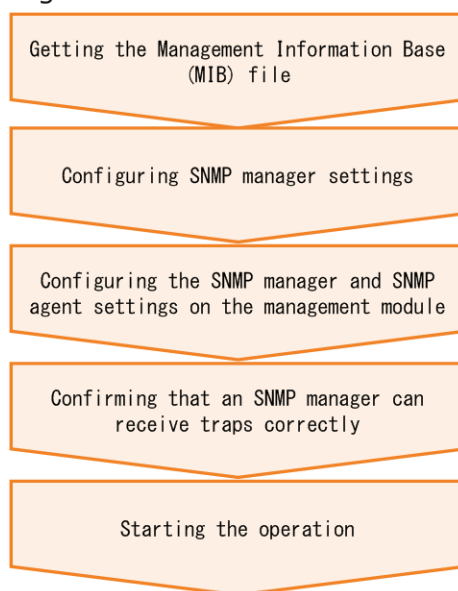 Getting the Management Information Base
(MIB) file
Configuring SNMP manager settings
Configuring the SNMP manager and SNMP
agent settings on the management module
Confirming that an SNMP manager can
receive traps correctly
Starting the operation